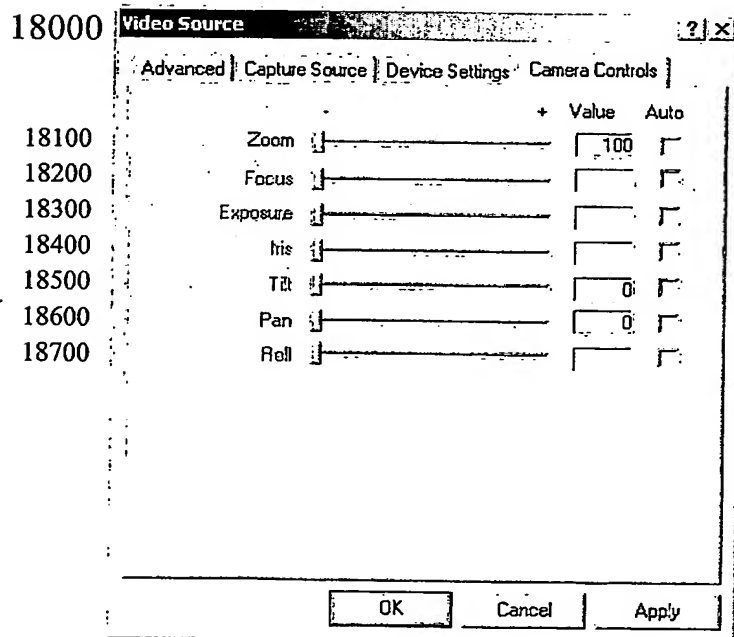 18000 Video Source ? ×
Advanced Capture Source Device Settings Camera Controls
- + Value Auto
18100 Zoom 100
18200 Focus
18300 Exposure
18400 Iris
18500 Tilt 0
18600 Pan 0
18700 Roll
OK Cancel Apply